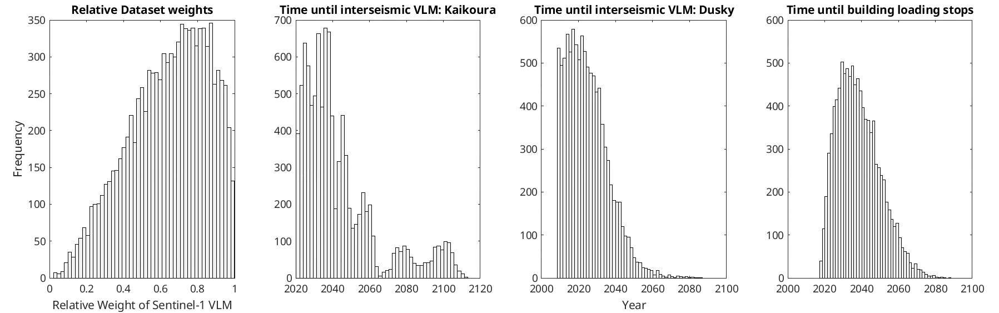 Relative Dataset weights
350
300
250
200
150
100
50
0
Frequency
0 0.2 0.4 0.6 0.8 1
Relative Weight of Sentinel-1 VLM
Time until interseismic VLM: Kaikoura
700
600
500
400
300
200
100
0
2020 2040 2060 2080 2100 2120
Time until interseismic VLM: Dusky
600
500
400
300
200
100
0
2000 2020 2040 2060 2080 2100
Year
Time until building loading stops
600
500
400
300
200
100
0
2000 2020 2040 2060 2080 2100